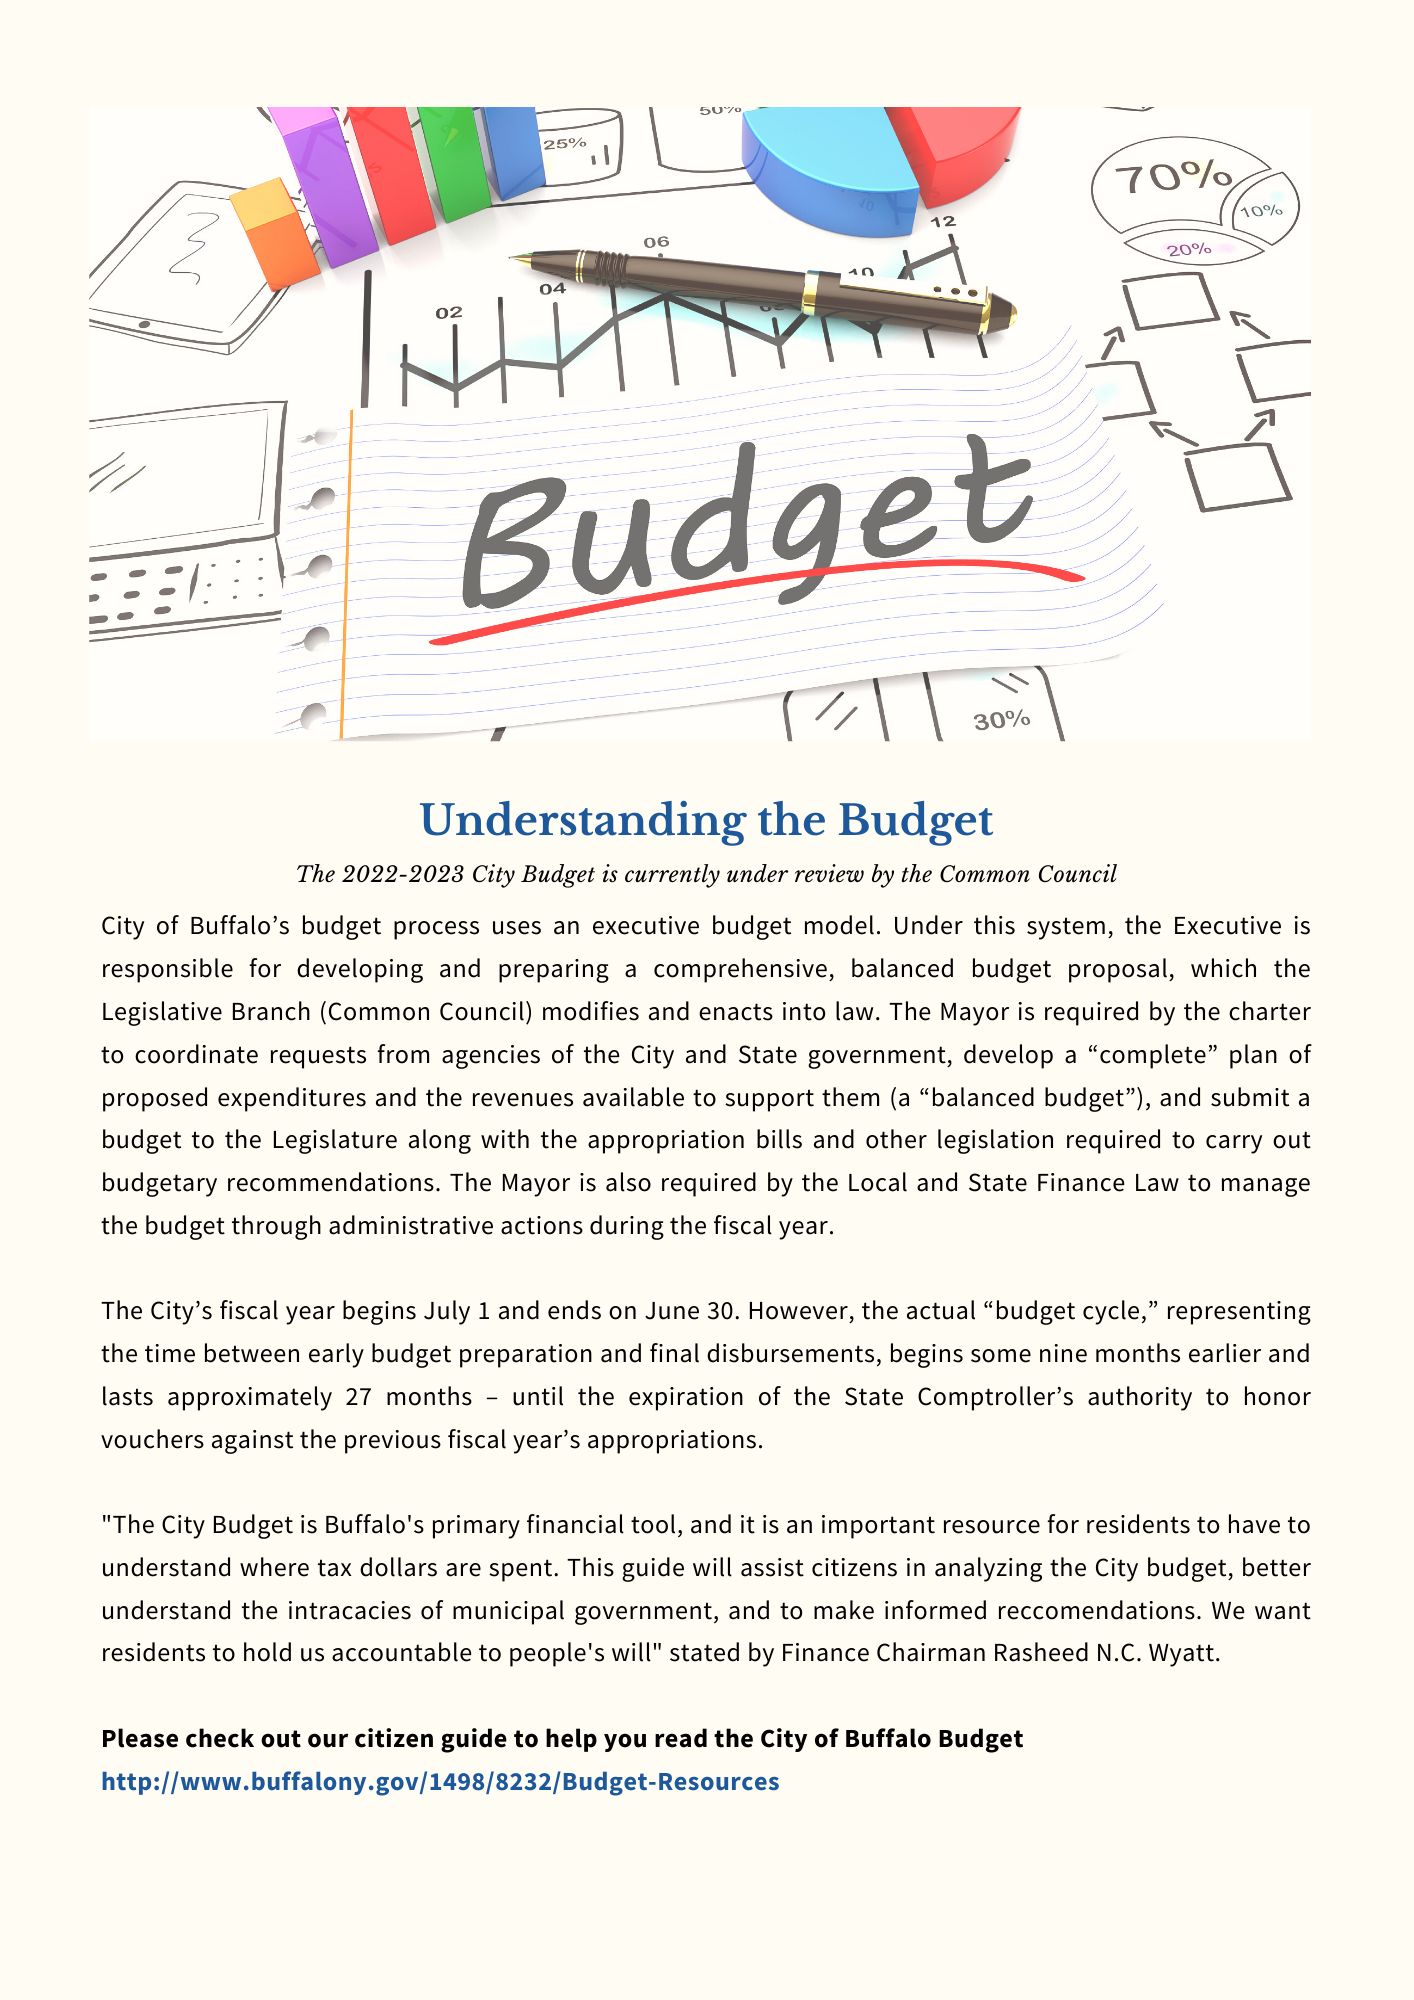 25%
50%
70%
10%
20%
12
06
10
04
02
Budget
30%
Understanding the Budget
The 2022-2023 City Budget is currently under review by the Common Council
City of Buffalo’s budget process uses an executive budget model. Under this system, the Executive is
responsible for developing and preparing a comprehensive, balanced budget proposal, which the
Legislative Branch (Common Council) modifies and enacts into law. The Mayor is required by the charter
to coordinate requests from agencies of the City and State government, develop a “complete” plan of
proposed expenditures and the revenues available to support them (a “balanced budget”), and submit a
budget to the Legislature along with the appropriation bills and other legislation required to carry out
budgetary recommendations. The Mayor is also required by the Local and State Finance Law to manage
the budget through administrative actions during the fiscal year.
The City’s fiscal year begins July 1 and ends on June 30. However, the actual “budget cycle,” representing
the time between early budget preparation and final disbursements, begins some nine months earlier and
lasts approximately 27 months – until the expiration of the State Comptroller’s authority to honor
vouchers against the previous fiscal year’s appropriations.
"The City Budget is Buffalo's primary financial tool, and it is an important resource for residents to have to
understand where tax dollars are spent. This guide will assist citizens in analyzing the City budget, better
understand the intracacies of municipal government, and to make informed reccomendations. We want
residents to hold us accountable to people's will" stated by Finance Chairman Rasheed N.C. Wyatt.
Please check out our citizen guide to help you read the City of Buffalo Budget
http://www.buffalony.gov/1498/8232/Budget-Resources